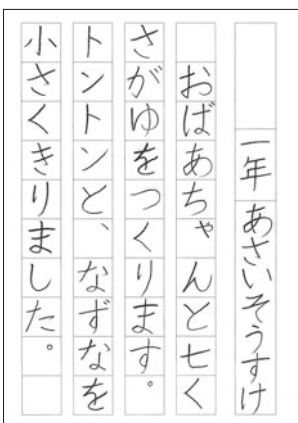 一年 あさいそうすけ
おばあちゃんと七く
さがゆをつくります。
トントンと、なずなを
小さくきりました。